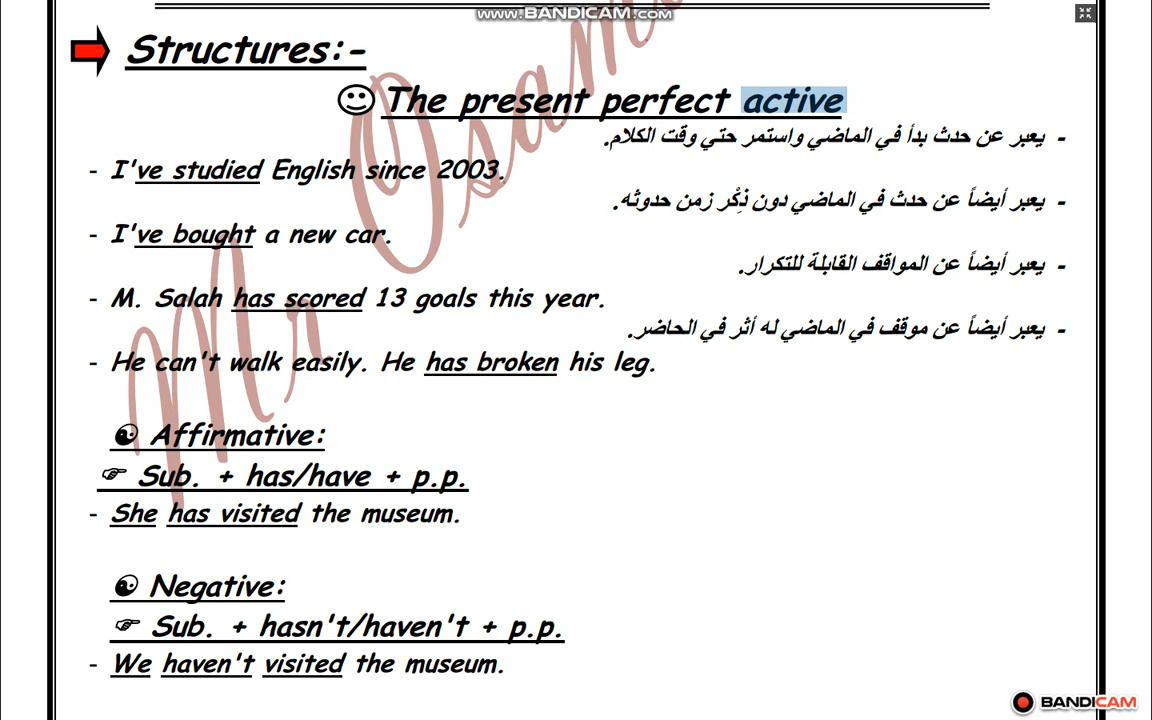 www.BANDICAM.com
Structures:-
The present perfect active
- يعبر عن حدث بدأ في الماضي واستمر حتي وقت الكلام.
- I've studied English since 2003.
- يعبر أيضاً عن حدث في الماضي دون ذِكْر زمن حدوثه.
- I've bought a new car.
- يعبر أيضاً عن المواقف القابلة للتكرار.
- M. Salah has scored 13 goals this year.
- يعبر أيضاً عن موقف في الماضي له أثر في الحاضر.
- He can't walk easily. He has broken his leg.
Affirmative:
Sub. + has/have + p.p.
- She has visited the museum.
Negative:
Sub. + hasn't/haven't + p.p.
- We haven't visited the museum.
Mr Osama
BANDICAM